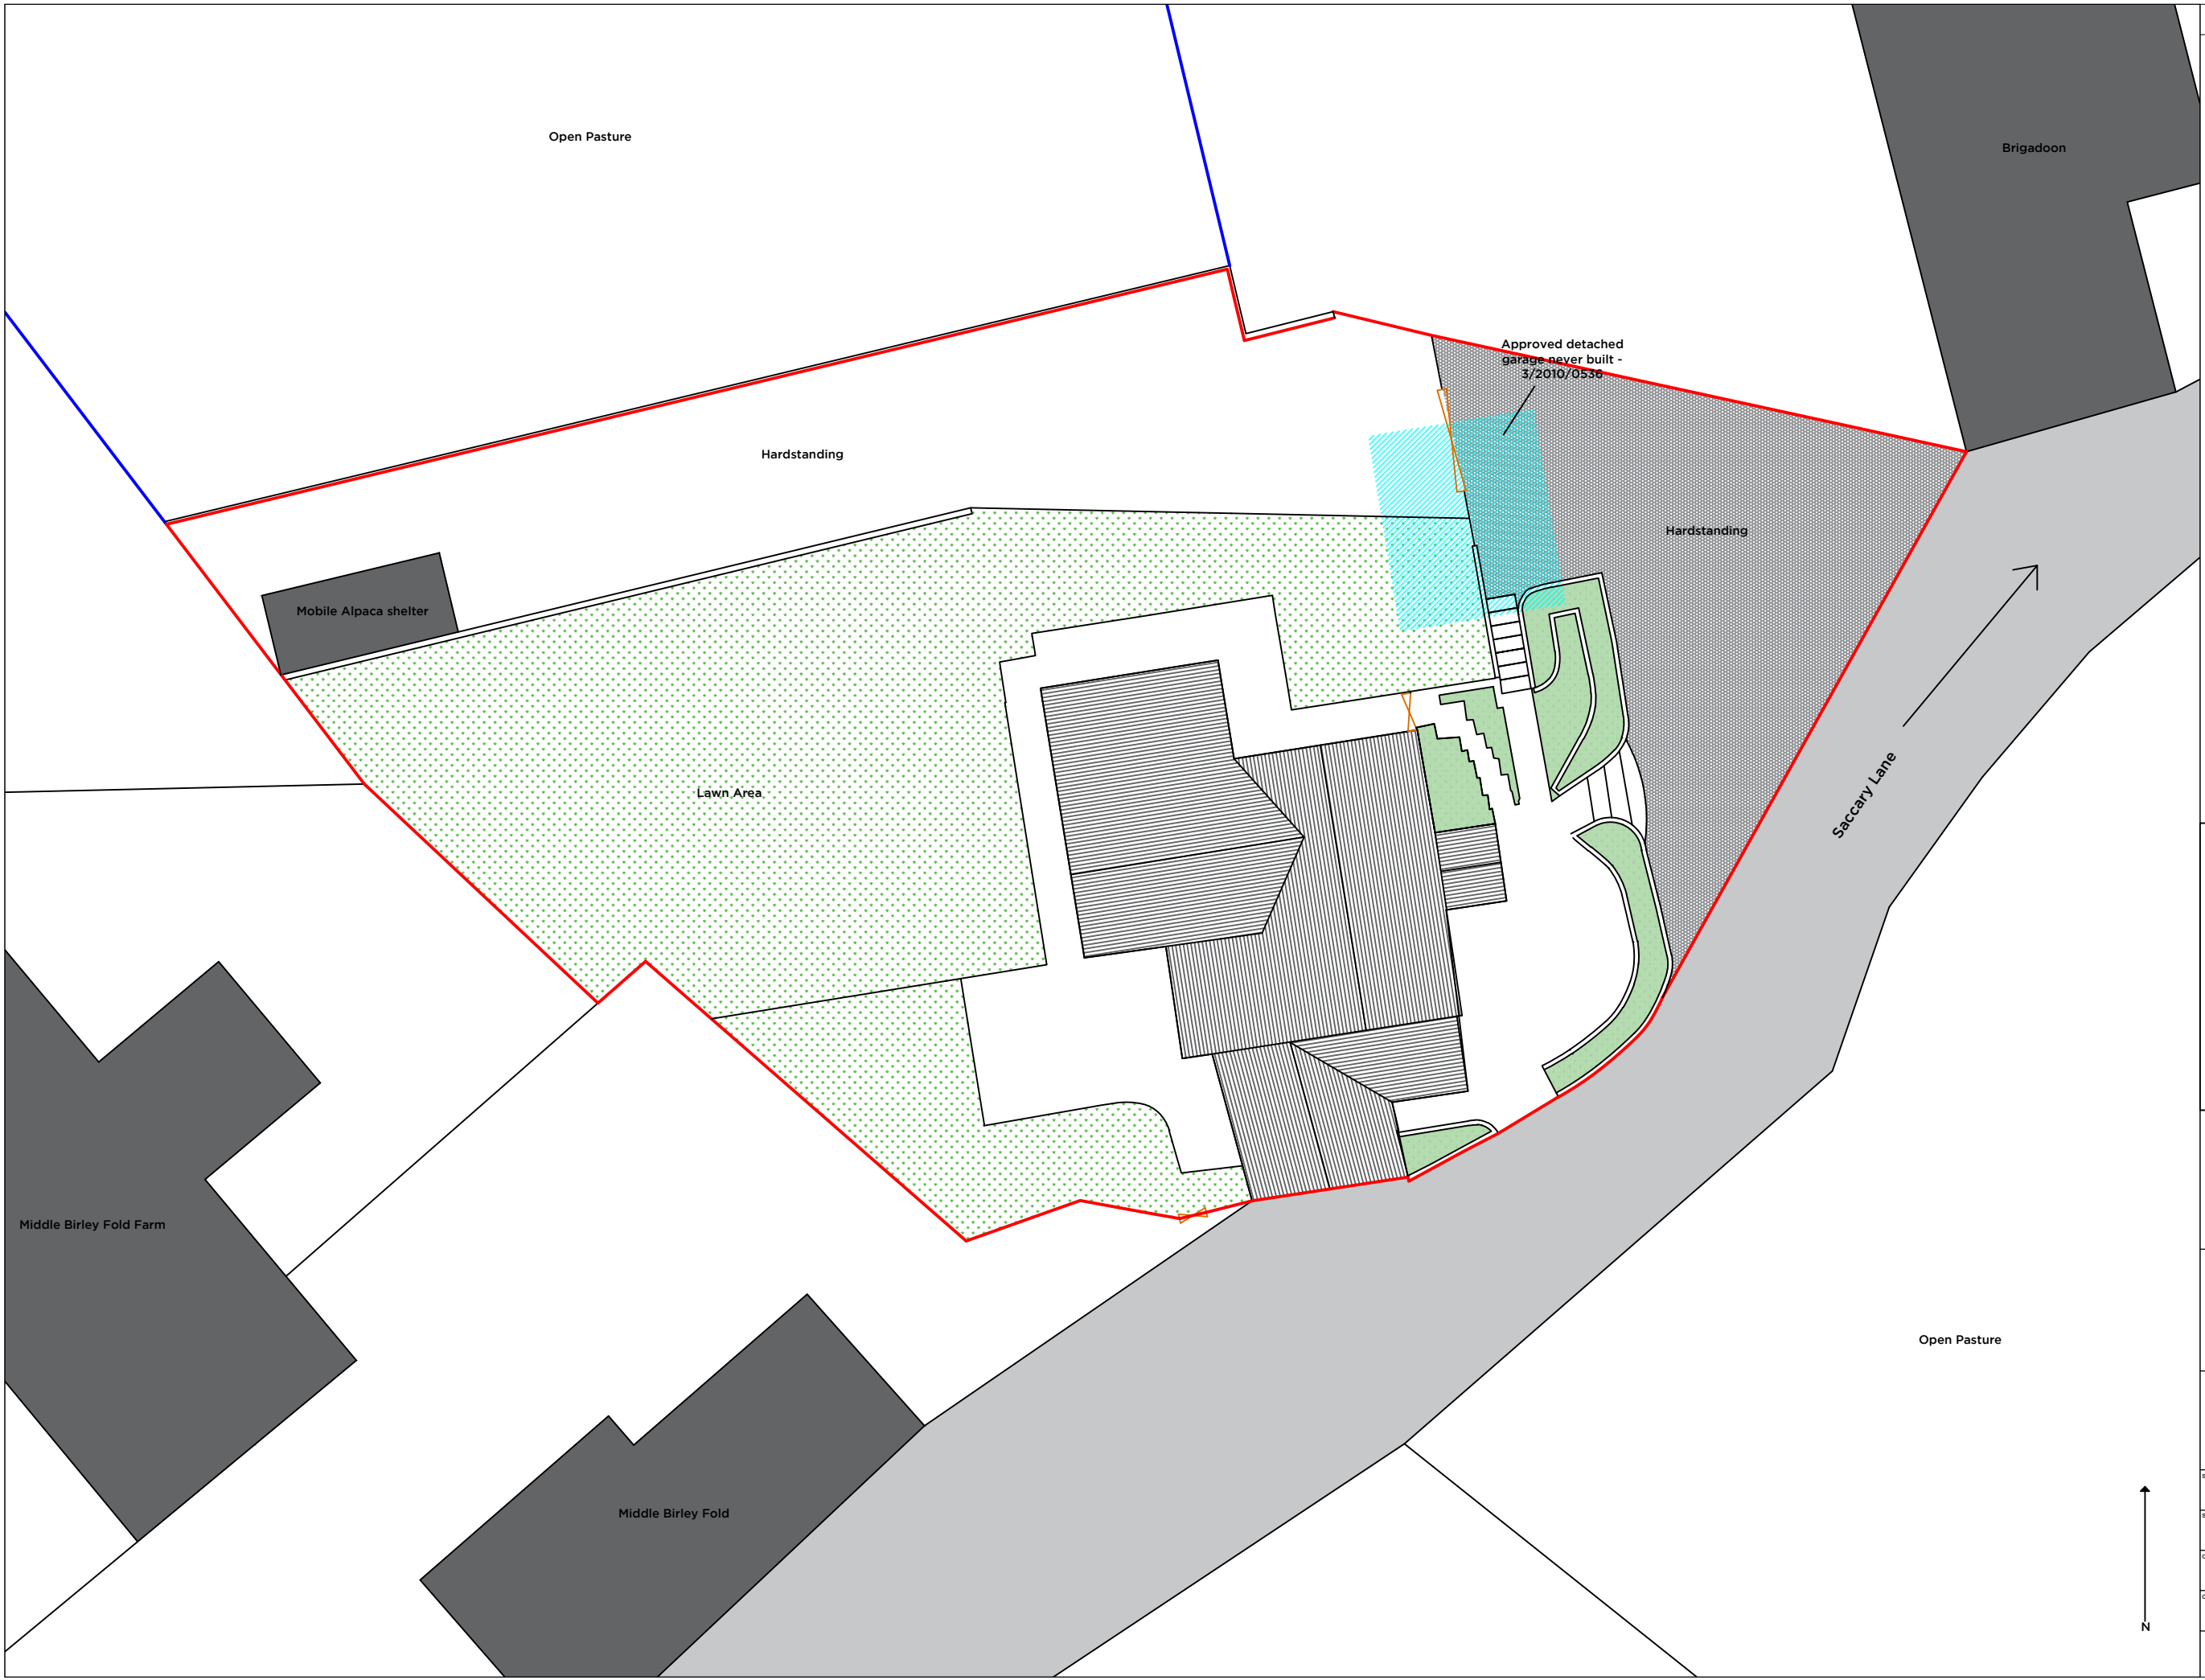 Open Pasture
Brigadoon
Approved detached
garage never built -
3/2010/0536
Hardstanding
Hardstanding
Mobile Alpaca shelter
Lawn Area
Saccary Lane
Middle Birley Fold Farm
Open Pasture
Middle Birley Fold
N